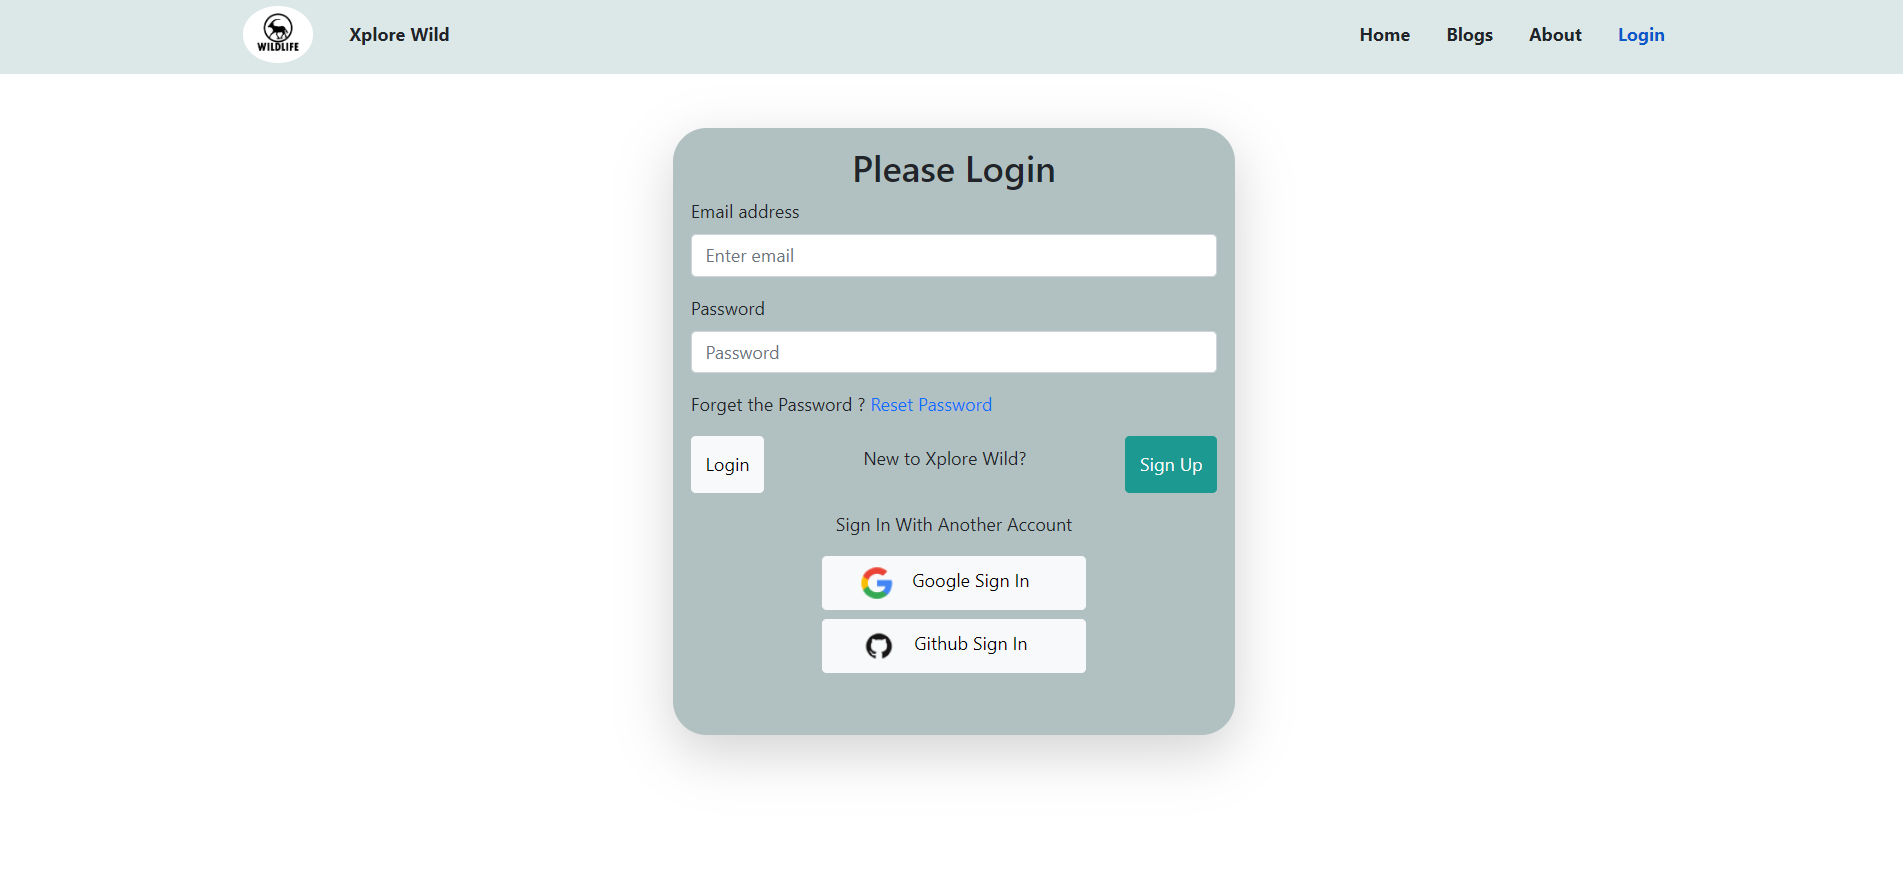 WILDLIFE
Xplore Wild
Home Blogs About Login
Please Login
Email address
Enter email
Password
Password
Forget the Password ? Reset Password
Login New to Xplore Wild? Sign Up
Sign In With Another Account
Google Sign In
Github Sign In